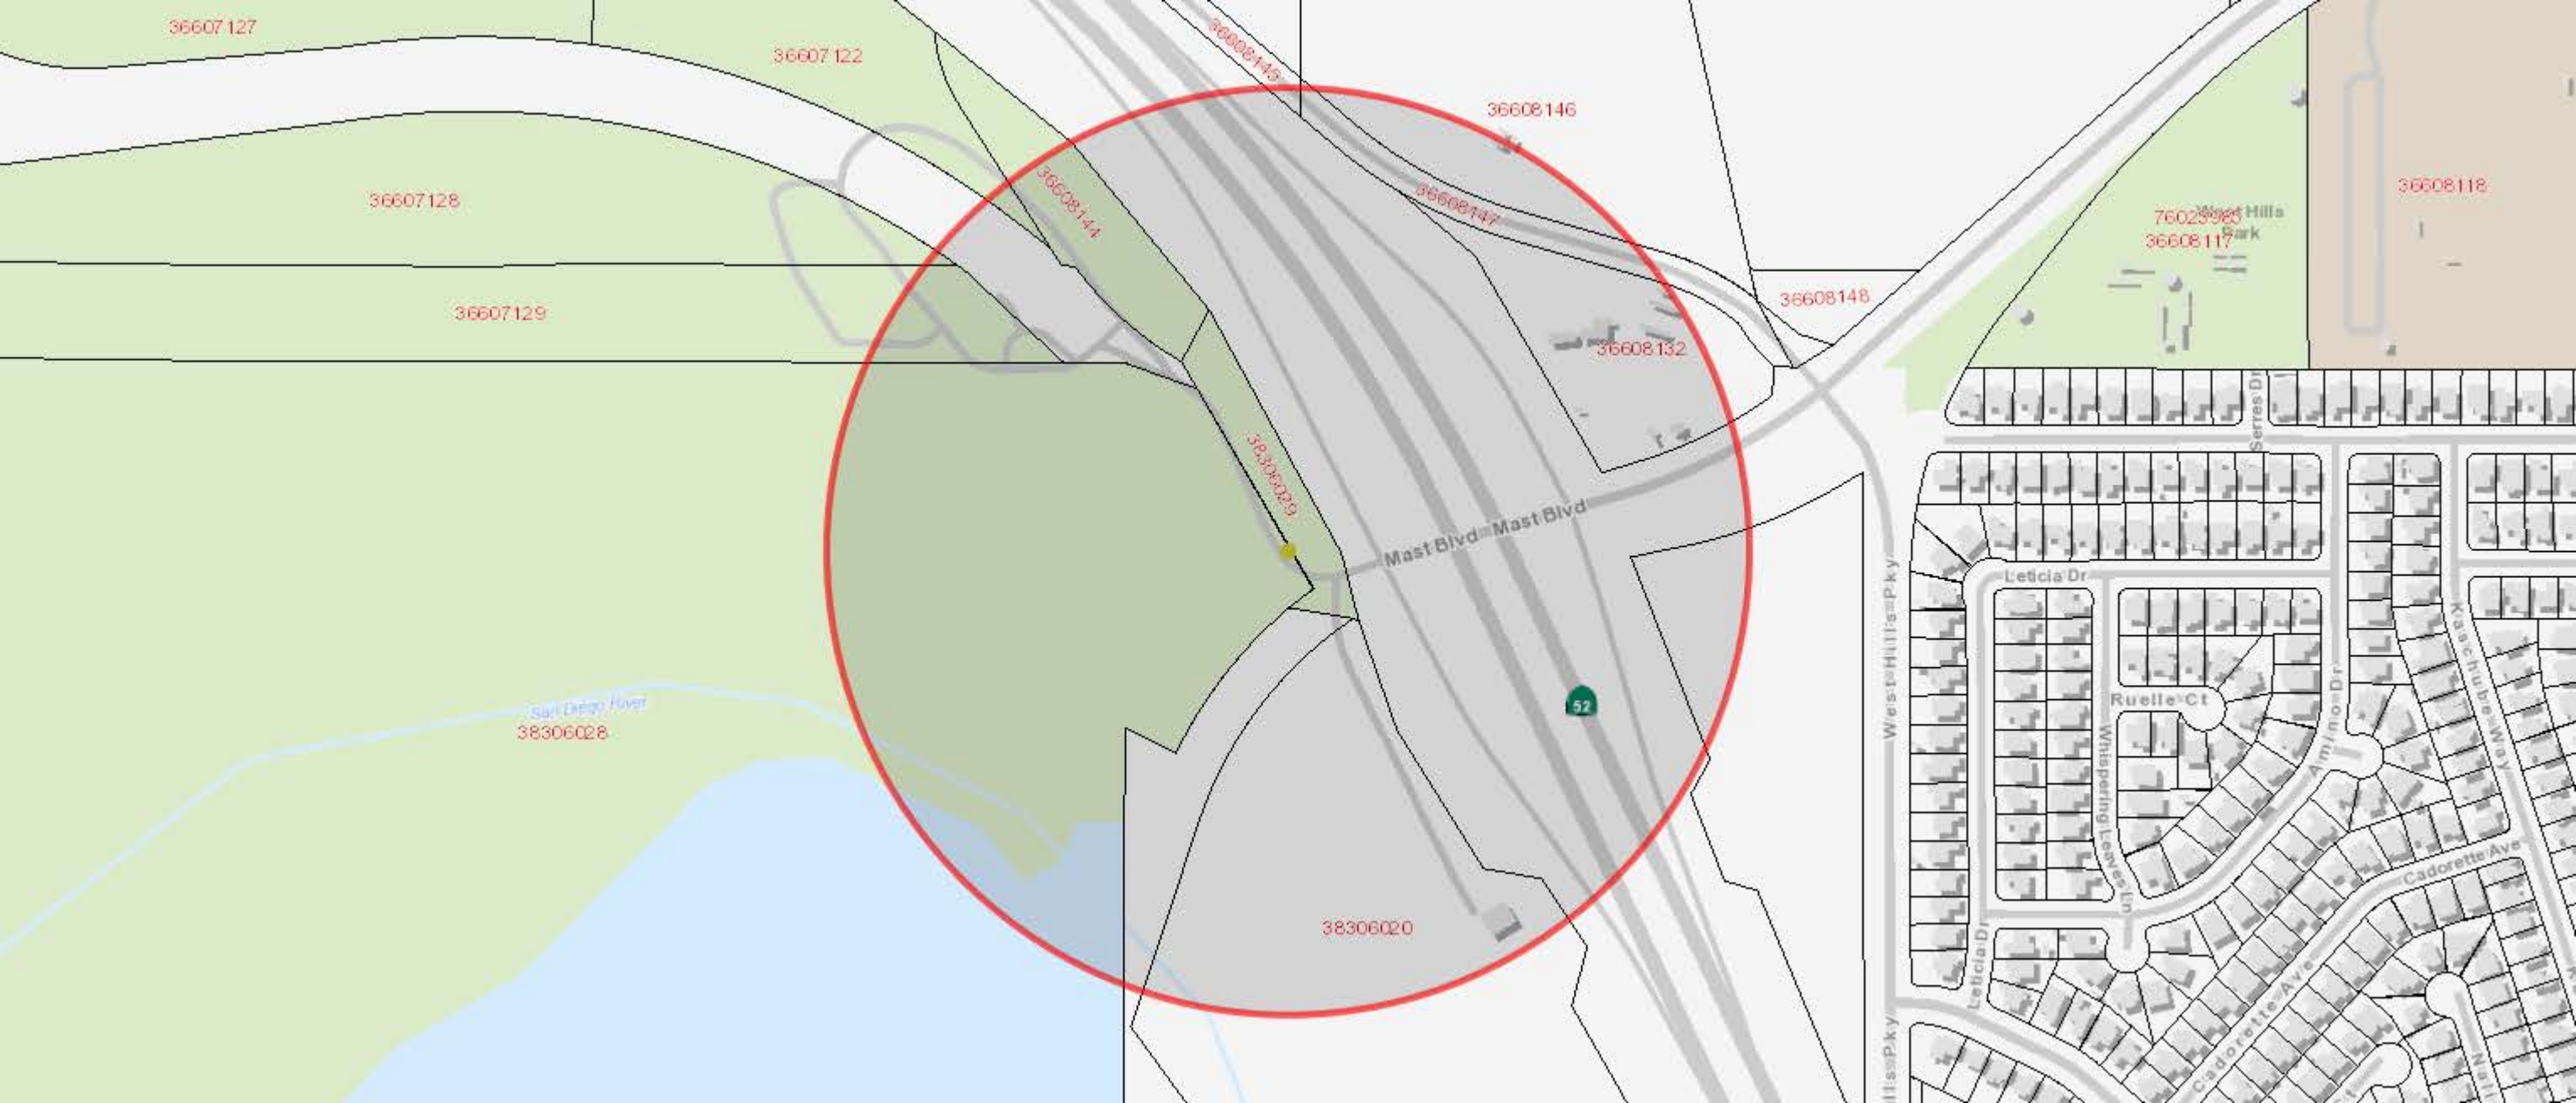 36607127
36607122
36608145
36608146
36607128
36608144
36608147
36608118
West Hills
Park
76023985
36608117
36607129
36608148
36608132
Serres Dr
38306029
Mast Blvd
Mast Blvd
Leticia Dr
West Hills Pky
Kaschube Way
52
San Diego River
38306028
Ruelle Ct
Aminon Dr
Whispering Leaves Ln
Cadorette Ave
38306020
Leticia Dr
Cadorette Ave
ills Pky